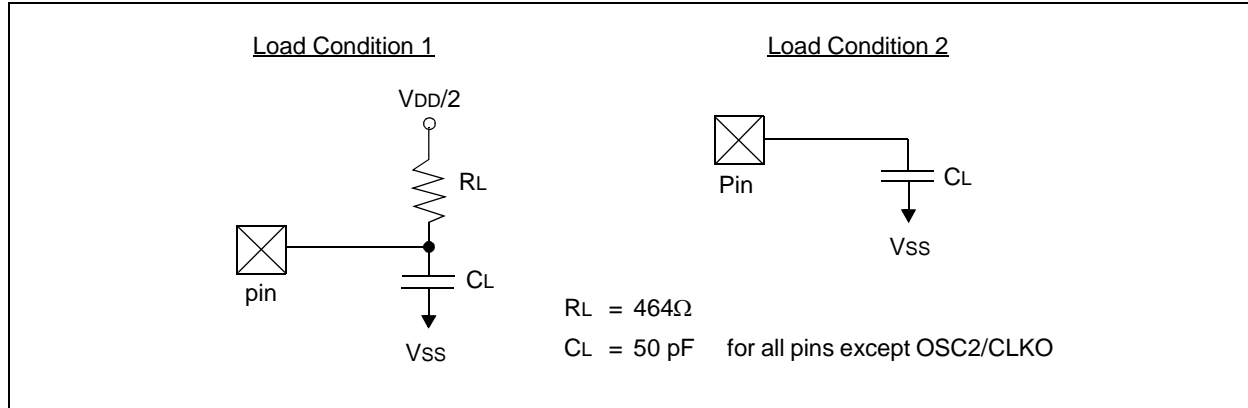 Load Condition 1
VDD/2
RL
pin
CL
VSS
Load Condition 2
Pin
CL
VSS
RL = 464Ω
CL = 50 pF for all pins except OSC2/CLKO